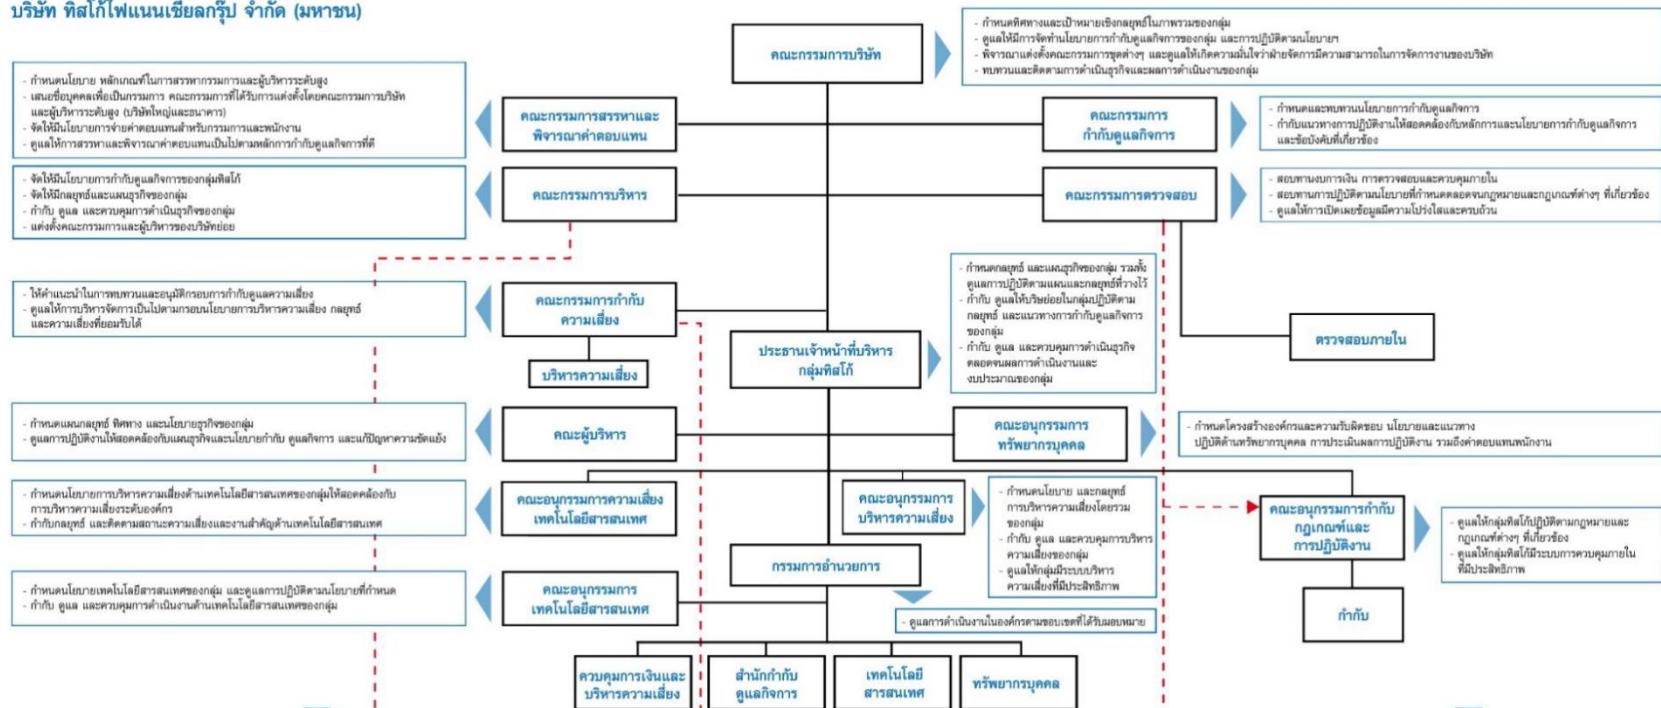 บริษัท ทิสโก้ไฟแนนเชียลกรุ๊ป จำกัด (มหาชน)
คณะกรรมการบริษัท
- กำหนดทิศทางและเป้าหมายเชิงกลยุทธ์ในภาพรวมของกลุ่ม
- ดูแลให้มีการจัดทำนโยบายการกำกับดูแลกิจการของกลุ่ม และการปฏิบัติตามนโยบายฯ
- พิจารณาแต่งตั้งคณะกรรมการชุดต่างๆ และดูแลให้เกิดความมั่นใจว่าฝ่ายจัดการมีความสามารถในการจัดการงานของบริษัท
- ทบทวนและติดตามการดำเนินธุรกิจและผลการดำเนินงานของกลุ่ม
- กำหนดนโยบาย หลักเกณฑ์ในการสรรหากรรมการและผู้บริหารระดับสูง
- เสนอชื่อบุคคลเพื่อเป็นกรรมการ คณะกรรมการที่ได้รับการแต่งตั้งโดยคณะกรรมการบริษัท
และผู้บริหารระดับสูง (บริษัทใหญ่และธนาคาร)
- จัดให้มีนโยบายการจ่ายค่าตอบแทนสำหรับกรรมการและพนักงาน
- ดูแลให้การสรรหาและพิจารณาค่าตอบแทนเป็นไปตามหลักการกำกับดูแลกิจการที่ดี
คณะกรรมการสรรหาและ
พิจารณาค่าตอบแทน
คณะกรรมการ
กำกับดูแลกิจการ
- กำหนดและทบทวนนโยบายการกำกับดูแลกิจการ
- กำกับแนวทางการปฏิบัติงานให้สอดคล้องกับหลักการและนโยบายการกำกับดูแลกิจการ
และข้อบังคับที่เกี่ยวข้อง
- จัดให้มีนโยบายการกำกับดูแลกิจการของกลุ่มทิสโก้
- จัดให้มีกลยุทธ์และแผนธุรกิจของกลุ่ม
- กำกับ ดูแล และควบคุมการดำเนินธุรกิจของกลุ่ม
- แต่งตั้งคณะกรรมการและผู้บริหารของบริษัทย่อย
คณะกรรมการบริหาร
คณะกรรมการตรวจสอบ
- สอบทานงบการเงิน การตรวจสอบและควบคุมภายใน
- สอบทานการปฏิบัติตามนโยบายที่กำหนดตลอดจนกฎหมายและกฎเกณฑ์ต่างๆ ที่เกี่ยวข้อง
- ดูแลให้การเปิดเผยข้อมูลมีความโปร่งใสและครบถ้วน
- ให้คำแนะนำในการทบทวนและอนุมัติกรอบการกำกับดูแลความเสี่ยง
- ดูแลให้การบริหารจัดการเป็นไปตามกรอบนโยบายการบริหารความเสี่ยง กลยุทธ์
และความเสี่ยงที่ยอมรับได้
คณะกรรมการกำกับ
ความเสี่ยง
บริหารความเสี่ยง
ประธานเจ้าหน้าที่บริหาร
กลุ่มทิสโก้
- กำหนดกลยุทธ์ และแผนธุรกิจของกลุ่ม รวมทั้ง
ดูแลการปฏิบัติตามแผนและกลยุทธ์ที่วางไว้
- กำกับ ดูแลให้บริษัทย่อยในกลุ่มปฏิบัติตาม
กลยุทธ์ และแนวทางการกำกับดูแลกิจการ
ของกลุ่ม
- กำกับ ดูแล และควบคุมการดำเนินธุรกิจ
ตลอดจนผลการดำเนินงานและ
งบประมาณของกลุ่ม
ตรวจสอบภายใน
- กำหนดแผนกลยุทธ์ ทิศทาง และนโยบายธุรกิจของกลุ่ม
- ดูแลการปฏิบัติงานให้สอดคล้องกับแผนธุรกิจและนโยบายกำกับ ดูแลกิจการ และแก้ปัญหาความขัดแย้ง
คณะผู้บริหาร
คณะอนุกรรมการ
ทรัพยากรบุคคล
- กำหนดโครงสร้างองค์กรและความรับผิดชอบ นโยบายและแนวทาง
ปฏิบัติด้านทรัพยากรบุคคล การประเมินผลการปฏิบัติงาน รวมถึงค่าตอบแทนพนักงาน
- กำหนดนโยบายการบริหารความเสี่ยงด้านเทคโนโลยีสารสนเทศของกลุ่มให้สอดคล้องกับ
การบริหารความเสี่ยงระดับองค์กร
- กำกับกลยุทธ์ และติดตามสถานะความเสี่ยงและงานสำคัญด้านเทคโนโลยีสารสนเทศ
คณะอนุกรรมการความเสี่ยง
เทคโนโลยีสารสนเทศ
คณะอนุกรรมการ
บริหารความเสี่ยง
- กำหนดนโยบาย และกลยุทธ์
การบริหารความเสี่ยงโดยรวม
ของกลุ่ม
- กำกับ ดูแล และควบคุมการบริหาร
ความเสี่ยงของกลุ่ม
- ดูแลให้กลุ่มมีระบบบริหาร
ความเสี่ยงที่มีประสิทธิภาพ
คณะอนุกรรมการกำกับ
กฎเกณฑ์และ
การปฏิบัติงาน
- ดูแลให้กลุ่มทิสโก้ปฏิบัติตามกฎหมายและ
กฎเกณฑ์ต่างๆ ที่เกี่ยวข้อง
- ดูแลให้กลุ่มทิสโก้มีระบบการควบคุมภายใน
ที่มีประสิทธิภาพ
กรรมการอำนวยการ
- กำหนดนโยบายเทคโนโลยีสารสนเทศของกลุ่ม และดูแลการปฏิบัติตามนโยบายที่กำหนด
- กำกับ ดูแล และควบคุมการดำเนินงานด้านเทคโนโลยีสารสนเทศของกลุ่ม
คณะอนุกรรมการ
เทคโนโลยีสารสนเทศ
- ดูแลการดำเนินงานในองค์กรตามขอบเขตที่ได้รับมอบหมาย
กำกับ
ควบคุมการเงินและ
บริหารความเสี่ยง
สำนักกำกับ
ดูแลกิจการ
เทคโนโลยี
สารสนเทศ
ทรัพยากรบุคคล